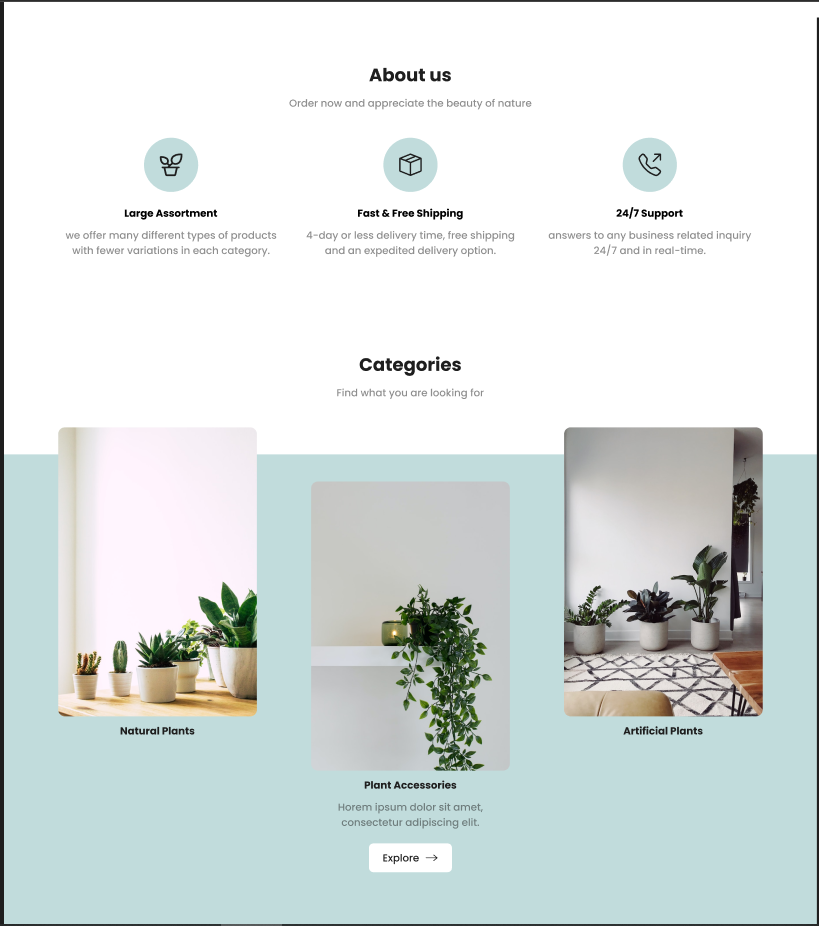 About us
Order now and appreciate the beauty of nature
Large Assortment
we offer many different types of products
with fewer variations in each category.
Fast & Free Shipping
4-day or less delivery time, free shipping
and an expedited delivery option.
24/7 Support
answers to any business related inquiry
24/7 and in real-time.
Categories
Find what you are looking for
Natural Plants
Plant Accessories
Horem ipsum dolor sit amet,
consectetur adipiscing elit.
Explore →
Artificial Plants